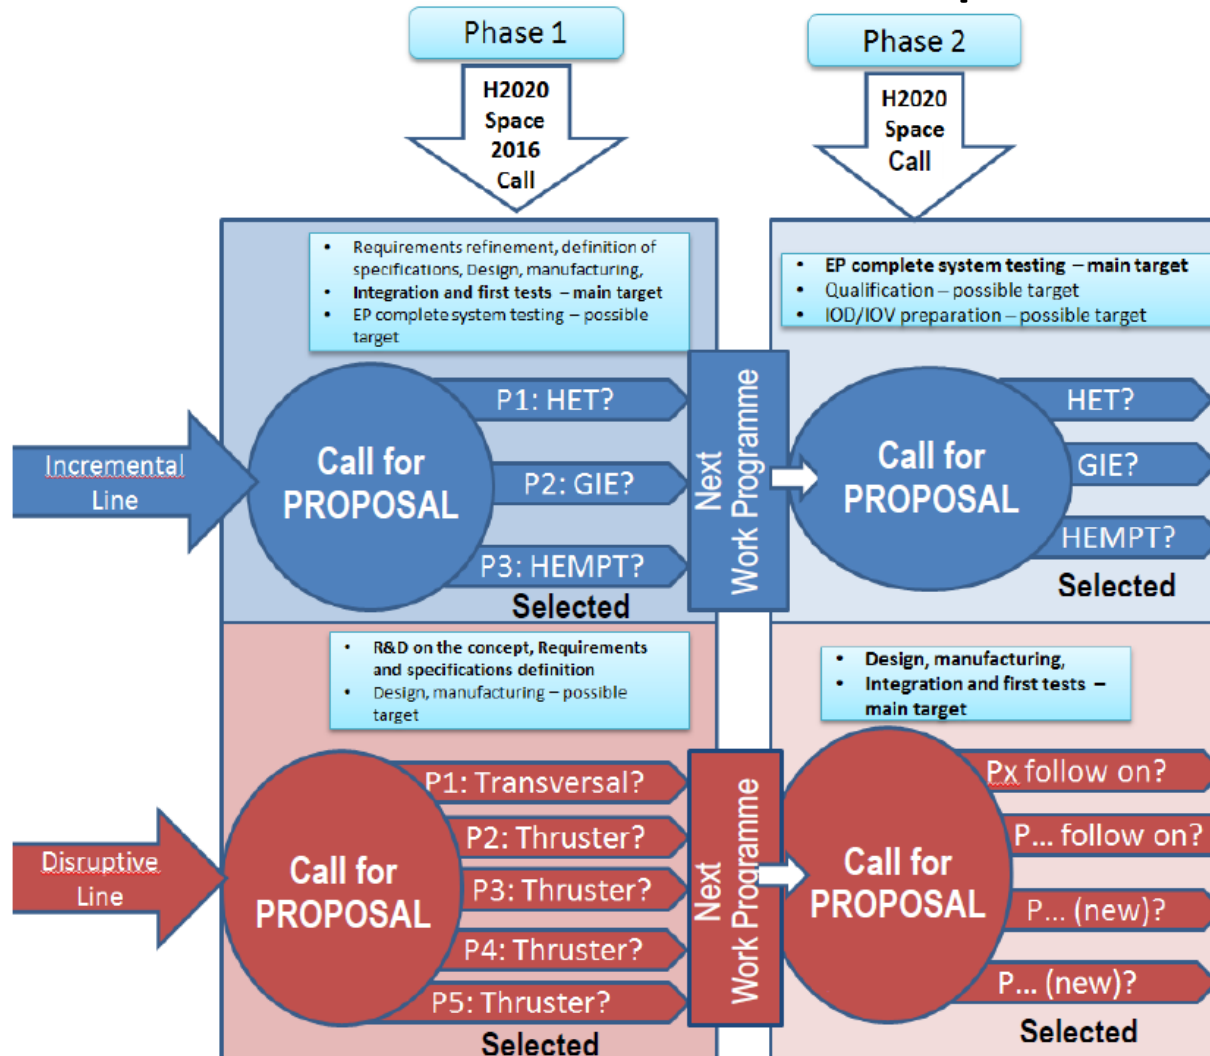 Phase 1
Phase 2
H2020
Space
2016
Call
H2020
Space
Call
• Requirements refinement, definition of
specifications, Design, manufacturing,
• Integration and first tests – main target
• EP complete system testing – possible
target
• EP complete system testing – main target
• Qualification – possible target
• IOD/IOV preparation – possible target
Incremental
Line
Call for
PROPOSAL
P1: HET?
P2: GIE?
P3: HEMPT?
Selected
Next
Work Programme
Call for
PROPOSAL
HET?
GIE?
HEMPT?
Selected
• R&D on the concept, Requirements
and specifications definition
• Design, manufacturing – possible
target
• Design, manufacturing,
• Integration and first tests –
main target
Disruptive
Line
Call for
PROPOSAL
P1: Transversal?
P2: Thruster?
P3: Thruster?
P4: Thruster?
P5: Thruster?
Selected
Next
Work Programme
Call for
PROPOSAL
Px follow on?
P... follow on?
P... (new)?
P... (new)?
Selected